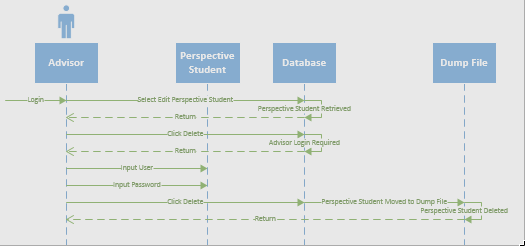 Advisor
Perspective
Student
Database
Dump File
Login
Select Edit Perspective Student
Perspective Student Retrieved
Return
Click Delete
Advisor Login Required
Return
Input User
Input Password
Click Delete
Perspective Student Moved to Dump File
Perspective Student Deleted
Return